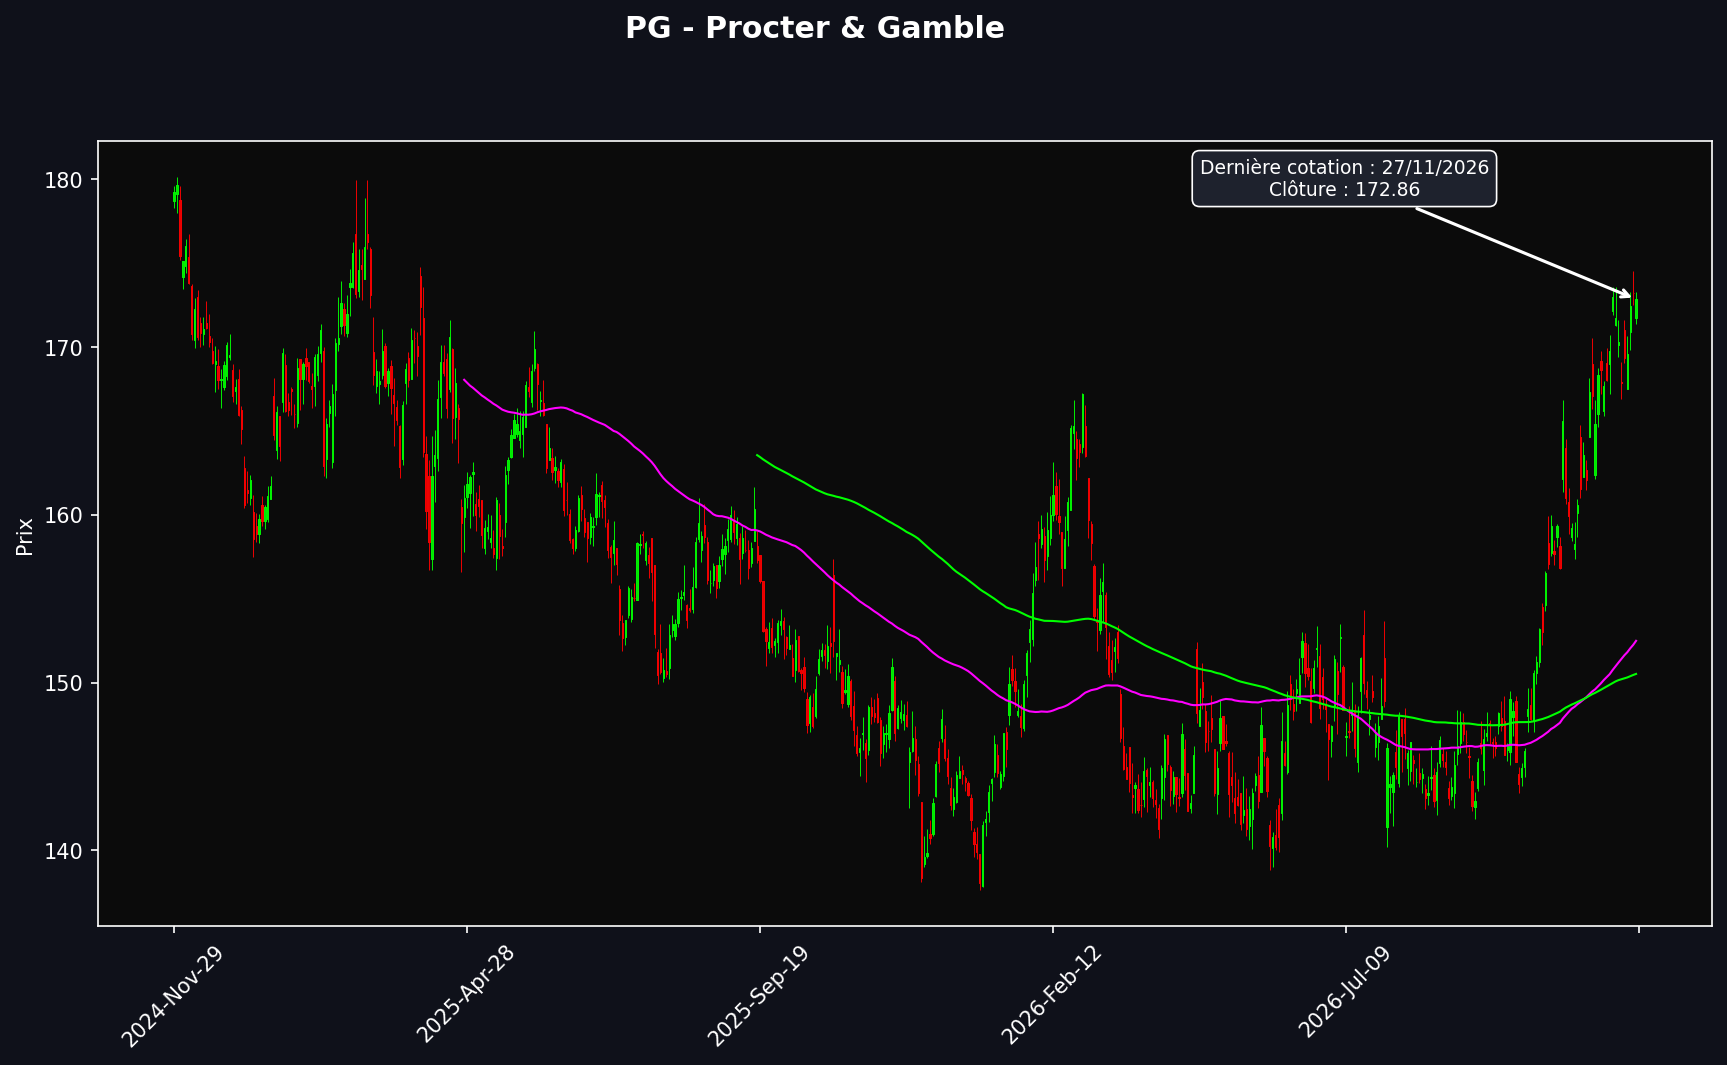 PG - Procter & Gamble
Dernière cotation : 27/11/2026
Clôture : 172.86
180
170
160
150
140
Prix
2024-Nov-29
2025-Apr-28
2025-Sep-19
2026-Feb-12
2026-Jul-09